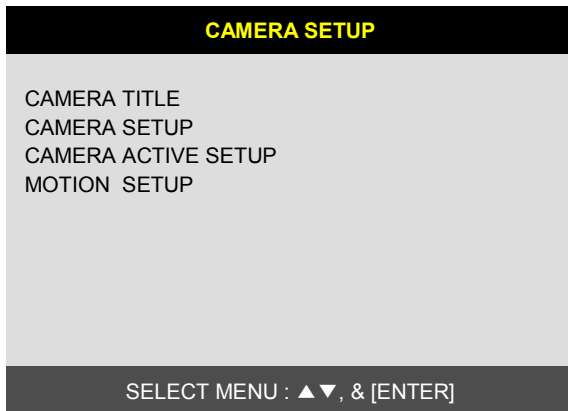 CAMERA SETUP
CAMERA TITLE
CAMERA SETUP
CAMERA ACTIVE SETUP
MOTION  SETUP
SELECT MENU : ▲▼, & [ENTER]